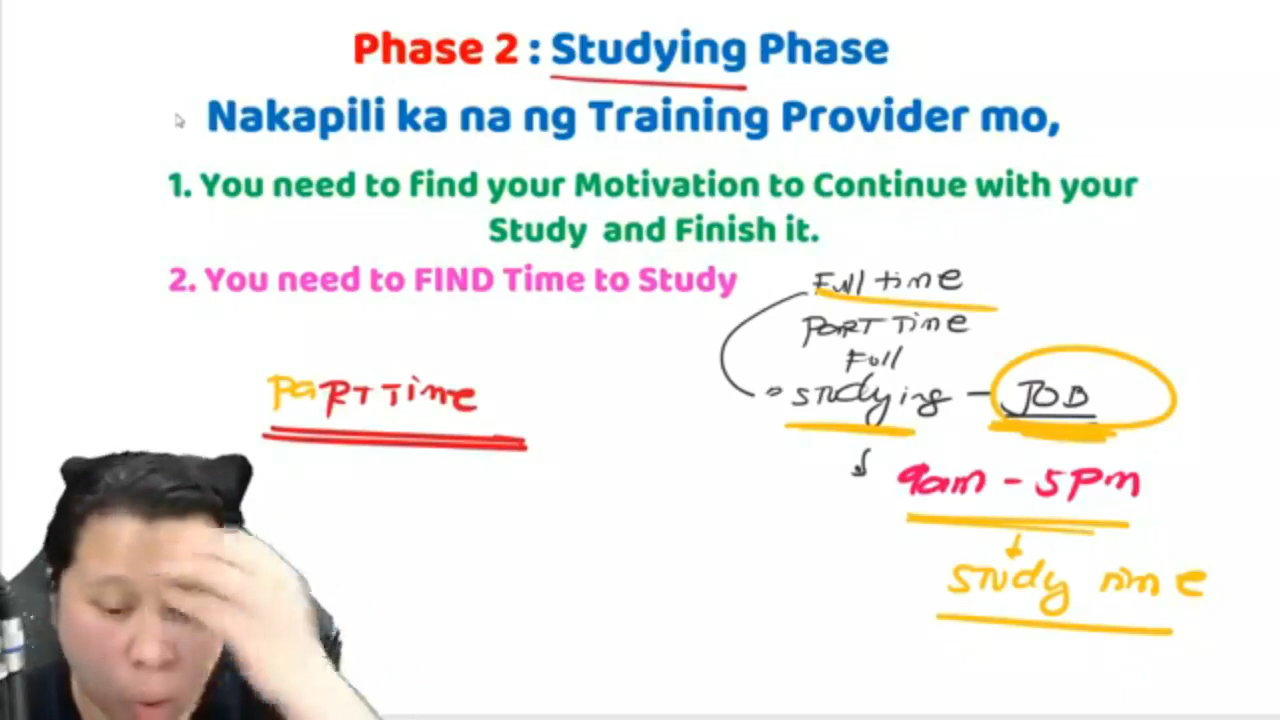 Phase 2 : Studying Phase
Nakapili ka na ng Training Provider mo,
1. You need to find your Motivation to Continue with your
Study and Finish it.
2. You need to FIND Time to Study
Full time
PART TIME
Full
STUDYING - JOB
PaRT Time
9am - 5pm
STUDY TIME